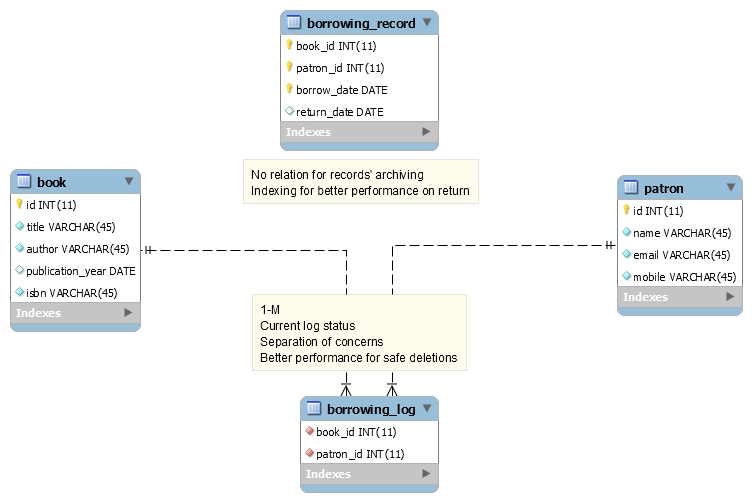 borrowing_record
book_id INT(11)
patron_id INT(11)
borrow_date DATE
return_date DATE
Indexes
No relation for records' archiving
Indexing for better performance on return
book
id INT(11)
title VARCHAR(45)
author VARCHAR(45)
publication_year DATE
isbn VARCHAR(45)
Indexes
patron
id INT(11)
name VARCHAR(45)
email VARCHAR(45)
mobile VARCHAR(45)
Indexes
1-M
Current log status
Separation of concerns
Better performance for safe deletions
borrowing_log
book_id INT(11)
patron_id INT(11)
Indexes